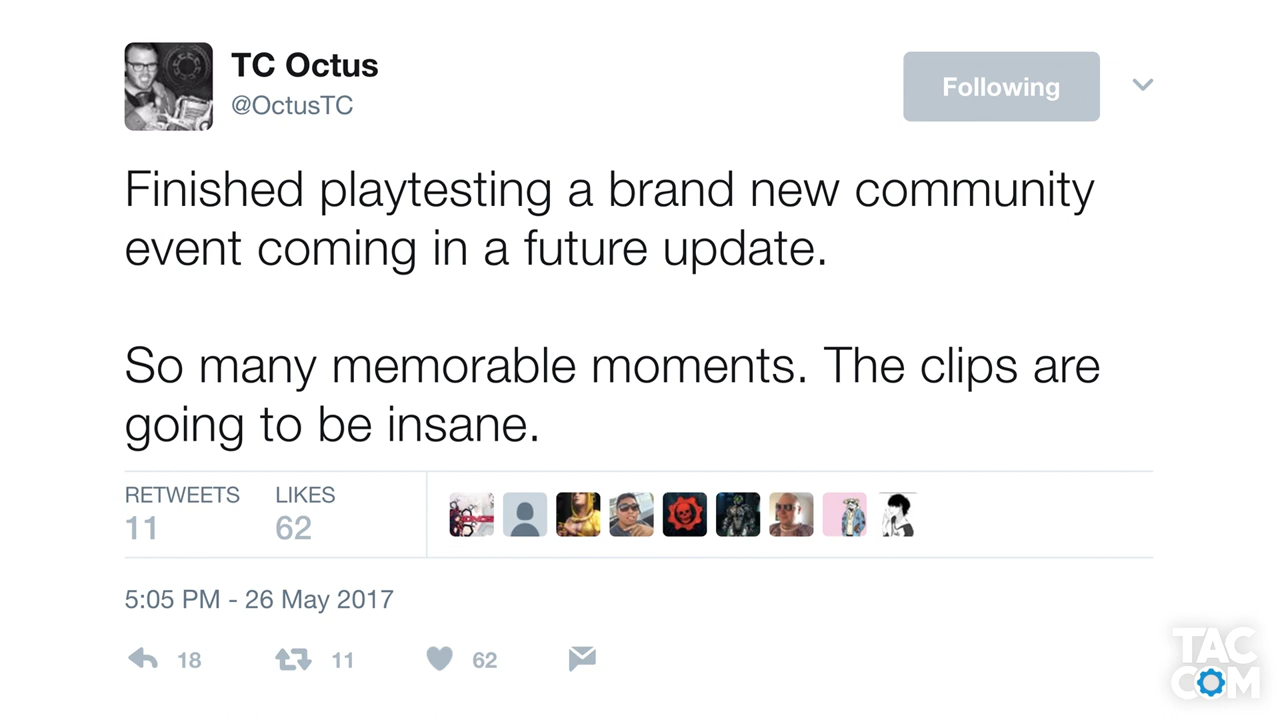 TC Octus
@OctusTC
Following
Finished playtesting a brand new community
event coming in a future update.
So many memorable moments. The clips are
going to be insane.
RETWEETS LIKES
11 62
5:05 PM - 26 May 2017
18 11 62
TAC
COM